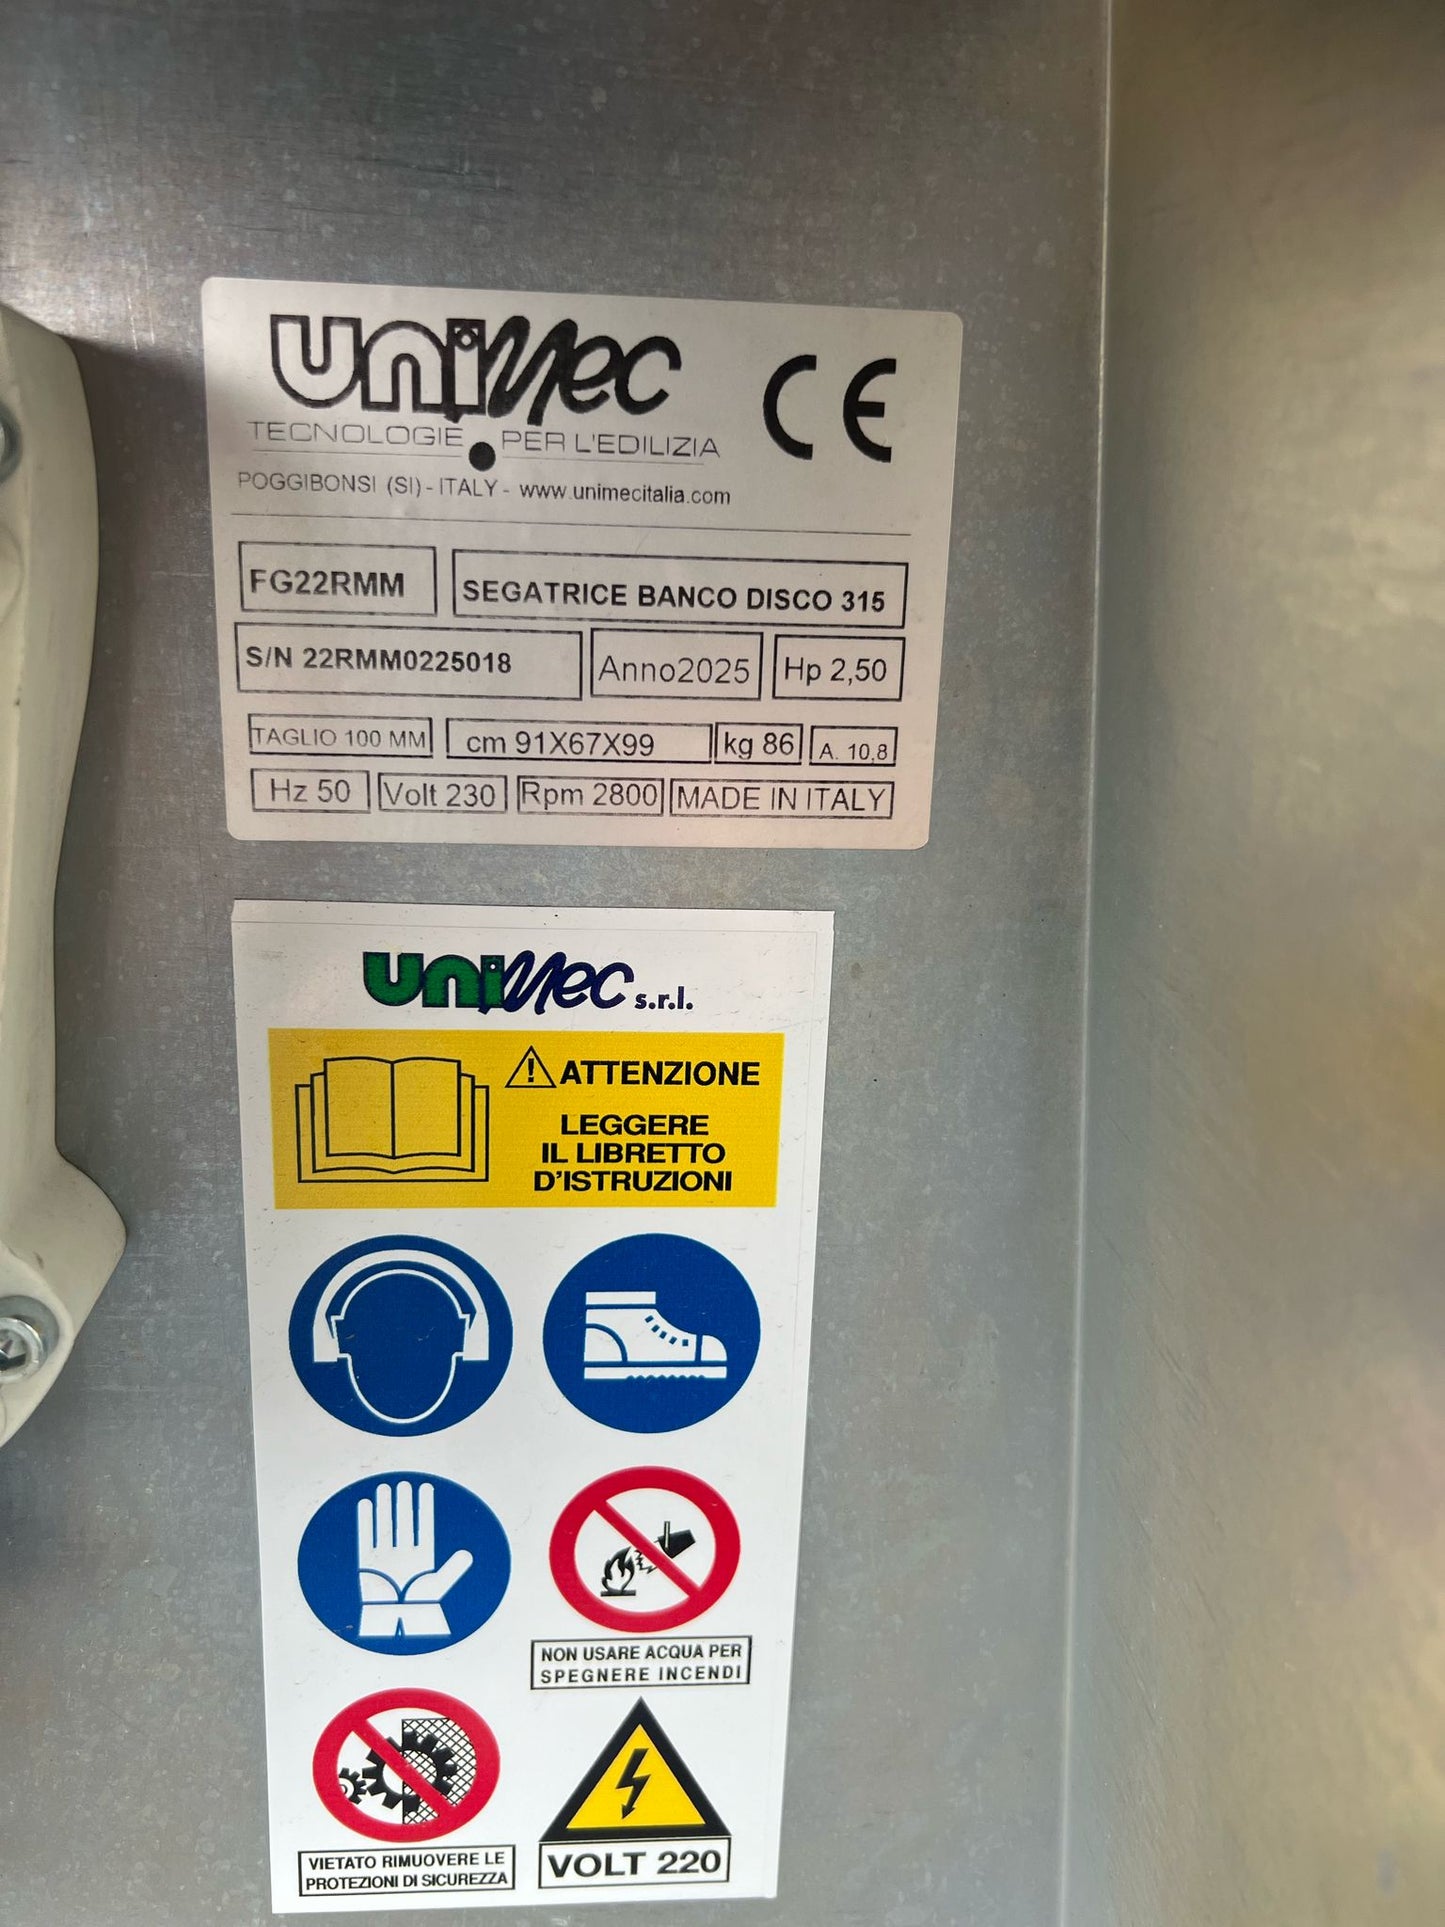 unimec
CE
TECNOLOGIE PER L'EDILIZIA
POGGIBONSI (SI) - ITALY - www.unimecitalia.com
FG22RMM
SEGATRICE BANCO DISCO 315
S/N 22RMM0225018
Anno2025
Hp 2,50
TAGLIO 100 MM
cm 91X67X99
kg 86
A. 10,8
Hz 50
Volt 230
Rpm 2800
MADE IN ITALY
unimec s.r.l.
ATTENZIONE
LEGGERE
IL LIBRETTO
D'ISTRUZIONI
NON USARE ACQUA PER
SPEGNERE INCENDI
VIETATO RIMUOVERE LE
PROTEZIONI DI SICUREZZA
VOLT 220